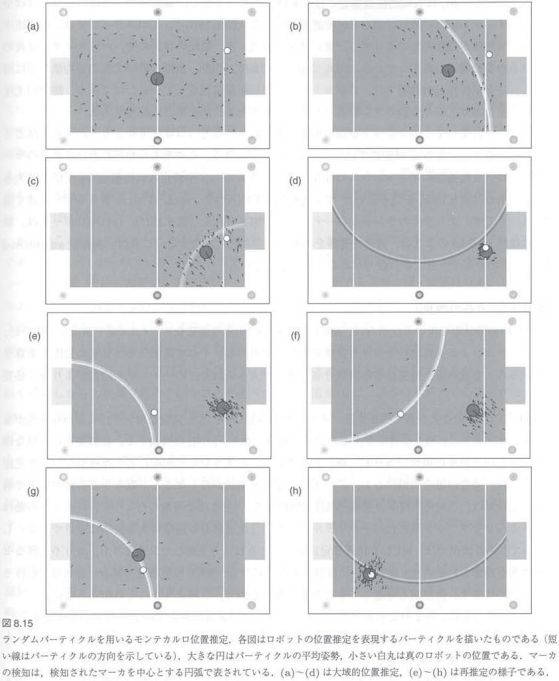 (a)
(b)
(c)
(d)
(e)
(f)
(g)
(h)
図 8.15
ランダムパーティクルを用いるモンテカルロ位置推定．各図はロボットの位置推定を表現するパーティクルを描いたものである（短
い線はパーティクルの方向を示している）．大きな円はパーティクルの平均姿勢，小さい白丸は真のロボットの位置である．マーカ
の検知は，検知されたマーカを中心とする円弧で表されている．(a)～(d) は大域的位置推定，(e)～(h) は再推定の様子である．